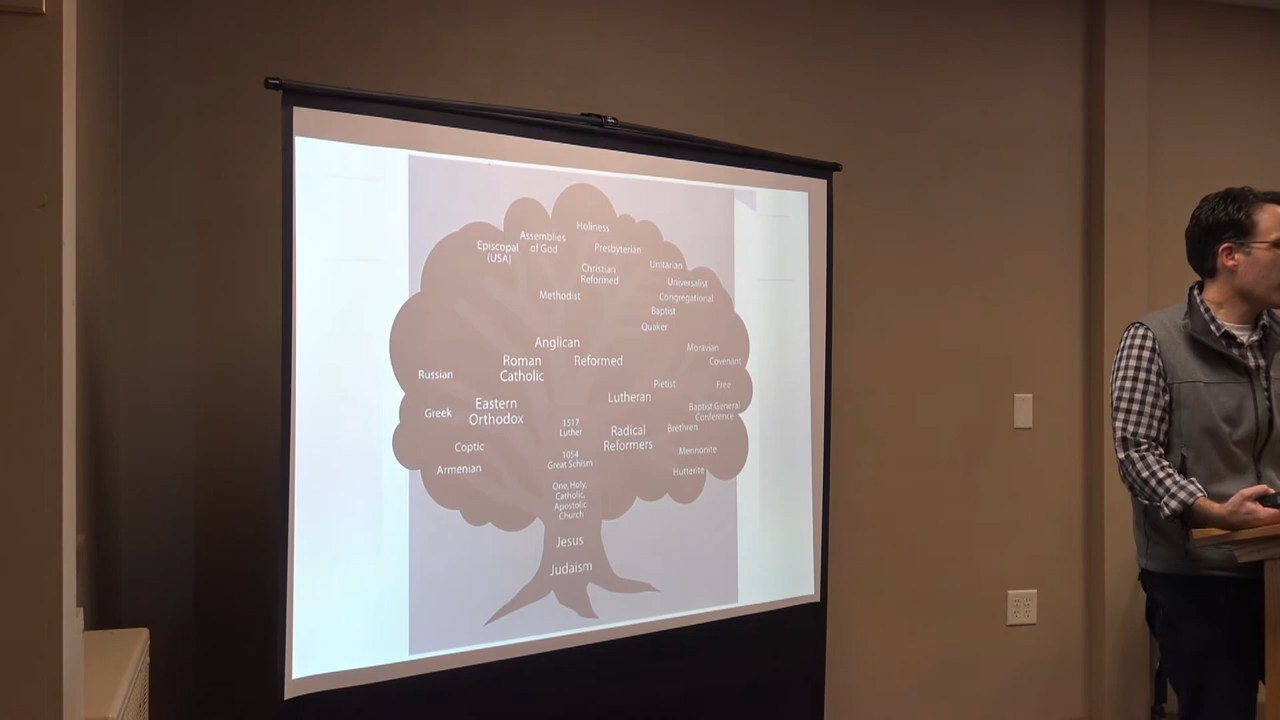 Holiness
Assemblies
of God
Episcopal
(USA)
Presbyterian
Christian
Reformed
Unitarian
Universalist
Methodist
Congregational
Baptist
Quaker
Anglican
Roman
Catholic
Reformed
Moravian
Covenant
Russian
Pietist
Free
Lutheran
Eastern
Orthodox
Greek
Baptist General
Conference
1517
Luther
Radical
Reformers
Brethren
Coptic
Mennonite
Armenian
1054
Great Schism
Hutterite
One, Holy,
Catholic,
Apostolic
Church
Jesus
Judaism